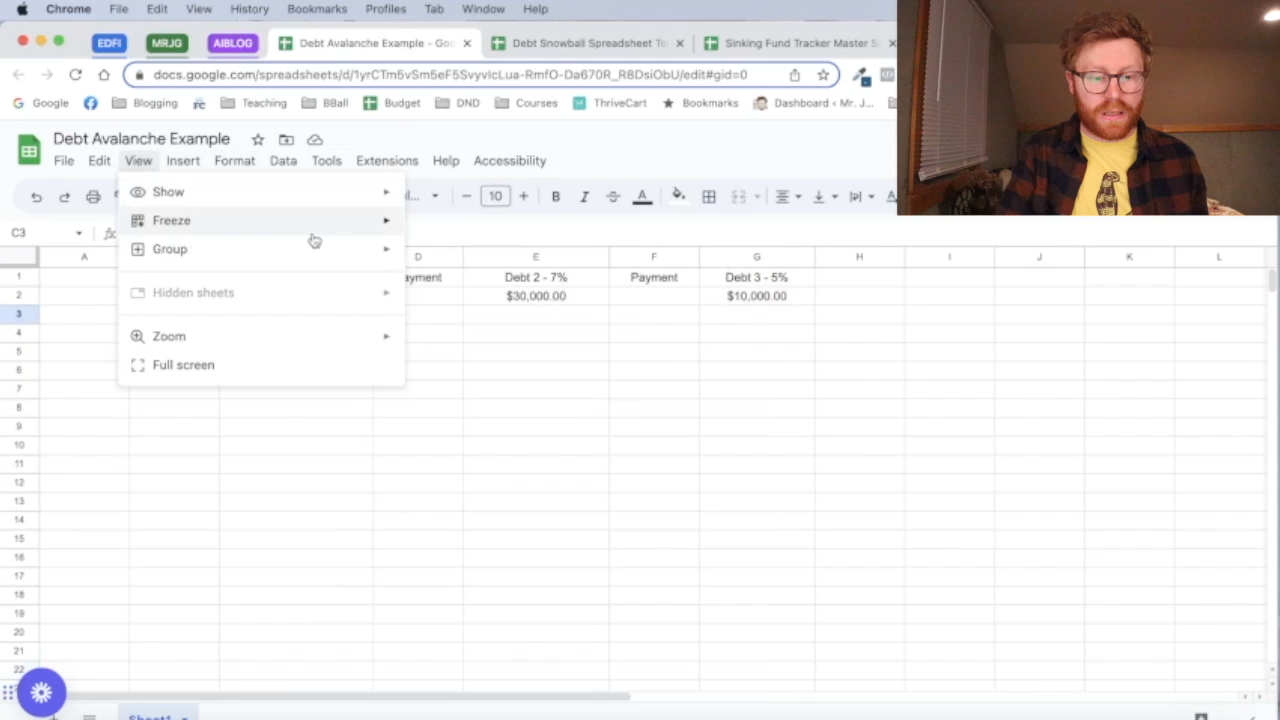 Chrome File Edit View History Bookmarks Profiles Tab Window Help
EDFI MRJG AIBLOG Debt Avalanche Example - Goo Debt Snowball Spreadsheet To Sinking Fund Tracker Master S
docs.google.com/spreadsheets/d/1yrCTm5vSm5eF5SvyvIcLua-RmfO-Da670R_R8DsiObU/edit#gid=0
Google Blogging Teaching BBall Budget DND Courses ThriveCart Bookmarks Dashboard ‹ Mr. J...
Debt Avalanche Example
File Edit View Insert Format Data Tools Extensions Help Accessibility
Show 10 B I A
C3 fx Freeze
A D E F G H I J K L
Group
1 ayment Debt 2 - 7% Payment Debt 3 - 5%
2 Hidden sheets $30,000.00 $10,000.00
3
4 Zoom
5
6 Full screen
7
8
9
10
11
12
13
14
15
16
17
18
19
20
21
22
Sheet1